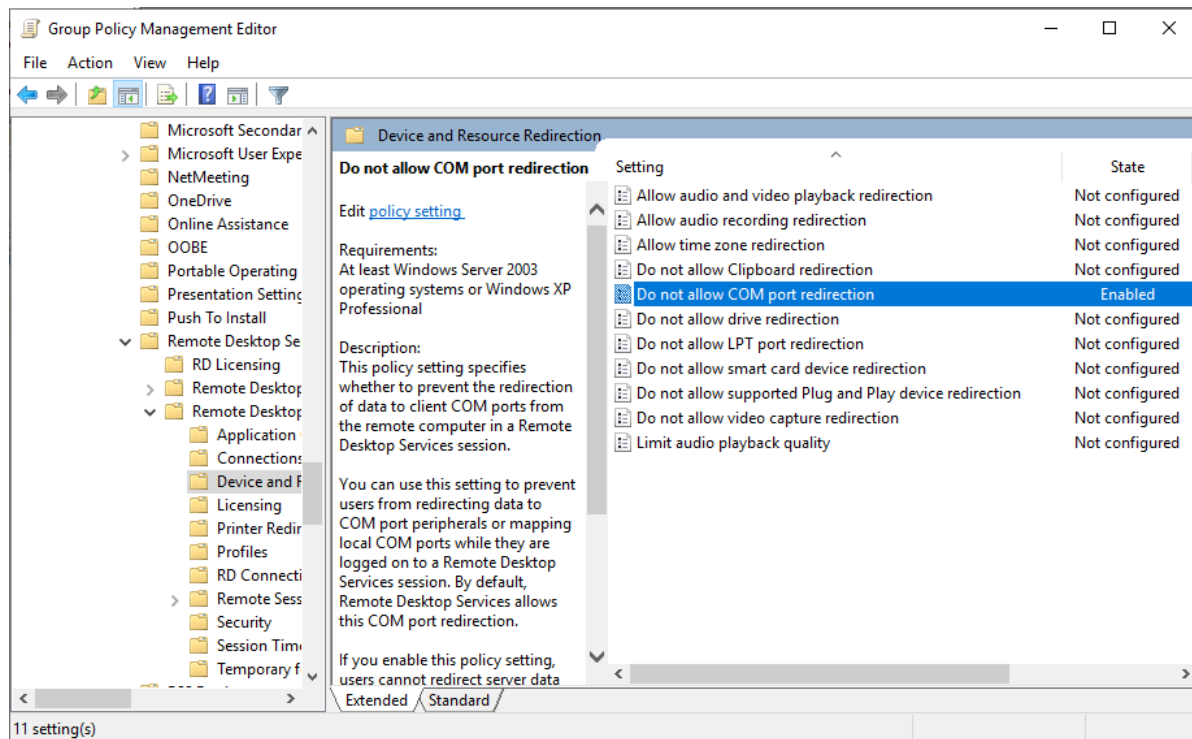 Group Policy Management Editor
File Action View Help
Microsoft Secondar
Microsoft User Expe
NetMeeting
OneDrive
Online Assistance
OOBE
Portable Operating
Presentation Setting
Push To Install
Remote Desktop Se
RD Licensing
Remote Desktop
Remote Desktop
Application
Connections
Device and F
Licensing
Printer Redir
Profiles
RD Connecti
Remote Sess
Security
Session Time
Temporary f
Device and Resource Redirection
Do not allow COM port redirection
Edit policy setting
Requirements:
At least Windows Server 2003
operating systems or Windows XP
Professional
Description:
This policy setting specifies
whether to prevent the redirection
of data to client COM ports from
the remote computer in a Remote
Desktop Services session.
You can use this setting to prevent
users from redirecting data to
COM port peripherals or mapping
local COM ports while they are
logged on to a Remote Desktop
Services session. By default,
Remote Desktop Services allows
this COM port redirection.
If you enable this policy setting,
users cannot redirect server data
Setting State
Allow audio and video playback redirection Not configured
Allow audio recording redirection Not configured
Allow time zone redirection Not configured
Do not allow Clipboard redirection Not configured
Do not allow COM port redirection Enabled
Do not allow drive redirection Not configured
Do not allow LPT port redirection Not configured
Do not allow smart card device redirection Not configured
Do not allow supported Plug and Play device redirection Not configured
Do not allow video capture redirection Not configured
Limit audio playback quality Not configured
Extended Standard
11 setting(s)